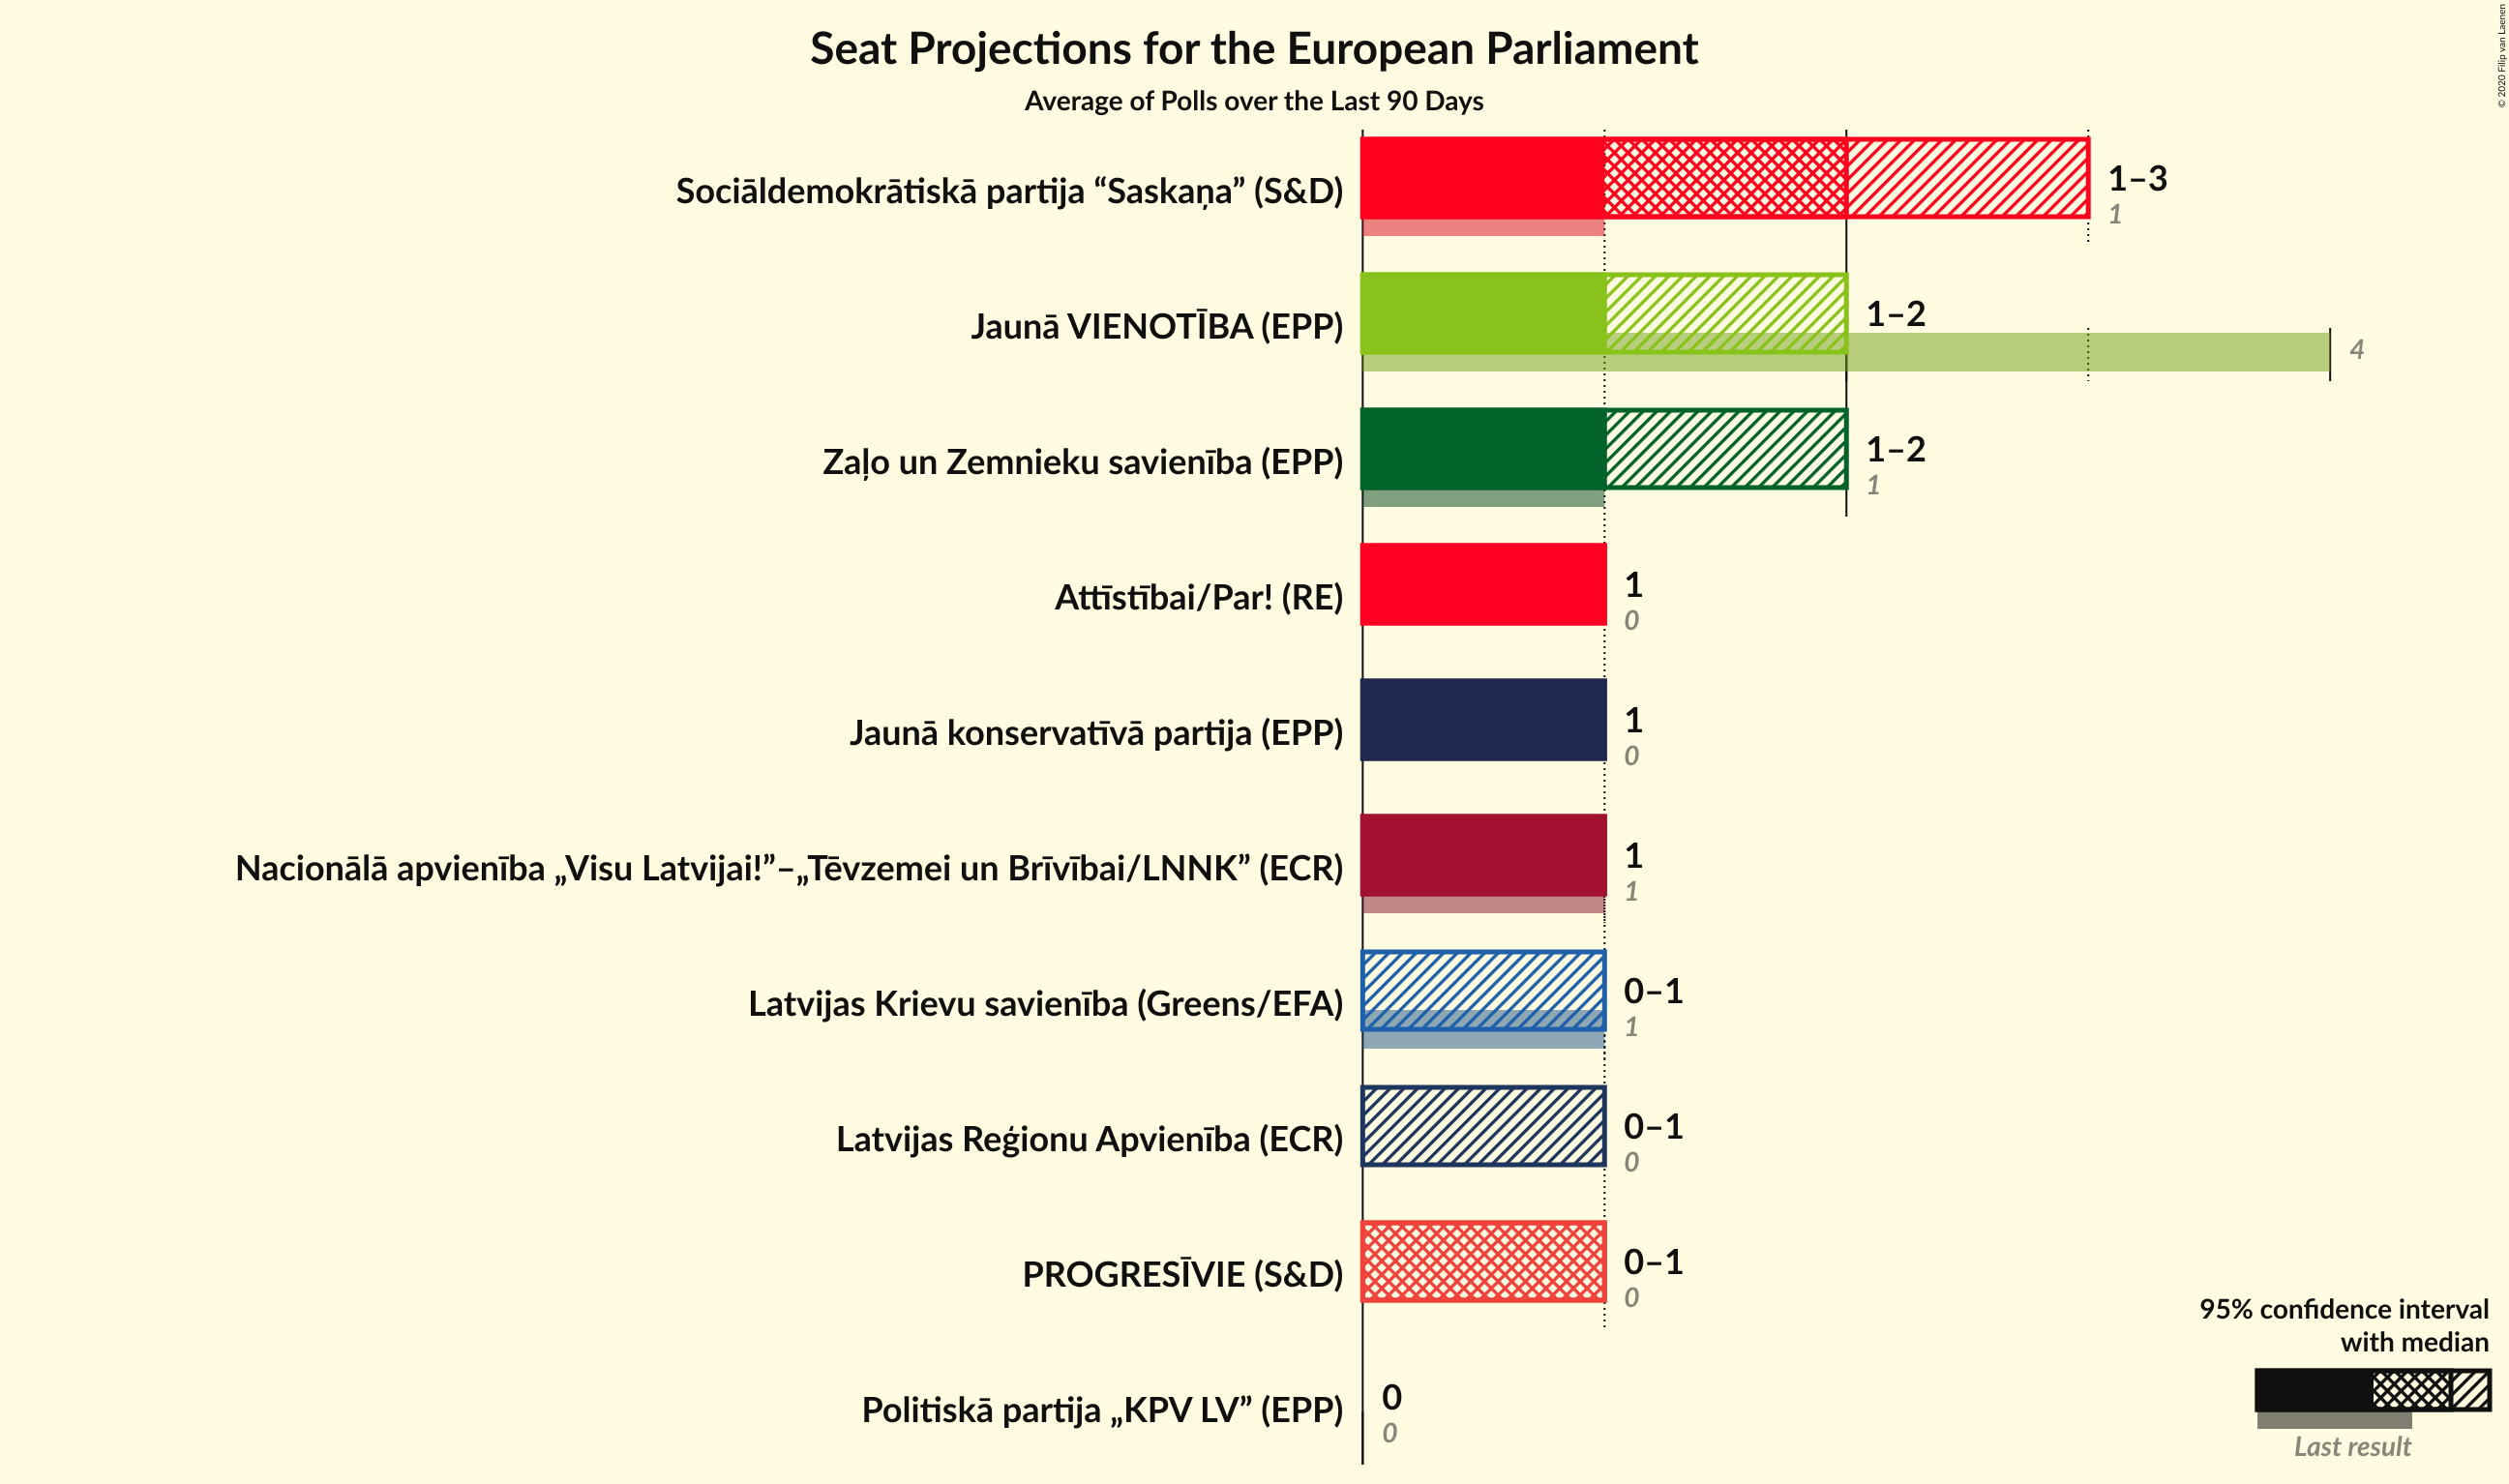 Seat Projections for the European Parliament
Average of Polls over the Last 90 Days
© 2020 Filip van Laenen
Sociāldemokrātiskā partija “Saskaņa” (S&D)
1–3
1
Jaunā VIENOTĪBA (EPP)
1–2
4
Zaļo un Zemnieku savienība (EPP)
1–2
1
Attīstībai/Par! (RE)
1
0
Jaunā konservatīvā partija (EPP)
1
0
Nacionālā apvienība „Visu Latvijai!”–„Tēvzemei un Brīvībai/LNNK” (ECR)
1
1
Latvijas Krievu savienība (Greens/EFA)
0–1
1
Latvijas Reģionu Apvienība (ECR)
0–1
0
PROGRESĪVIE (S&D)
0–1
0
Politiskā partija „KPV LV” (EPP)
0
0
95% confidence interval
with median
Last result